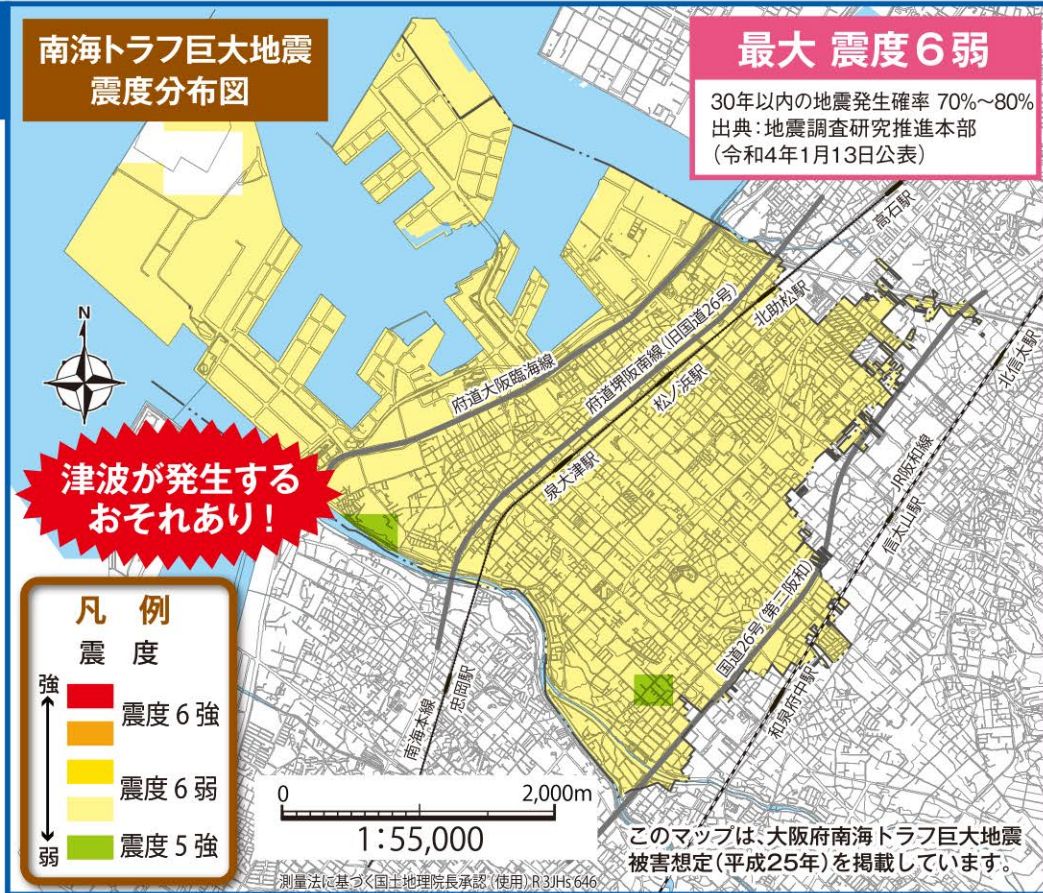 南海トラフ巨大地震
震度分布図
最大 震度6弱
30年以内の地震発生確率 70%~80%
出典:地震調査研究推進本部
(令和4年1月13日公表)
高石駅
北助松駅
府道堺阪南線(旧国道26号)
府道大阪臨海線
松ノ浜駅
北信太駅
N
泉大津駅
JR阪和線
信太山駅
津波が発生する
おそれあり!
国道26号(第二阪和)
和泉府中駅
忠岡駅
南海本線
凡例
震度
強
震度6強
震度6弱
震度5強
弱
0 2,000m
1:55,000
このマップは、大阪府南海トラフ巨大地震
被害想定(平成25年)を掲載しています。
測量法に基づく国土地理院長承認(使用)R 3JHs 646